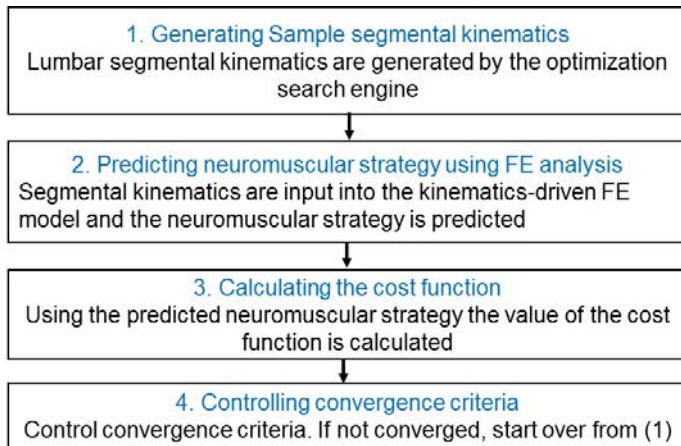 1. Generating Sample segmental kinematics
Lumbar segmental kinematics are generated by the optimization
search engine
2. Predicting neuromuscular strategy using FE analysis
Segmental kinematics are input into the kinematics-driven FE
model and the neuromuscular strategy is predicted
3. Calculating the cost function
Using the predicted neuromuscular strategy the value of the cost
function is calculated
4. Controlling convergence criteria
Control convergence criteria. If not converged, start over from (1)